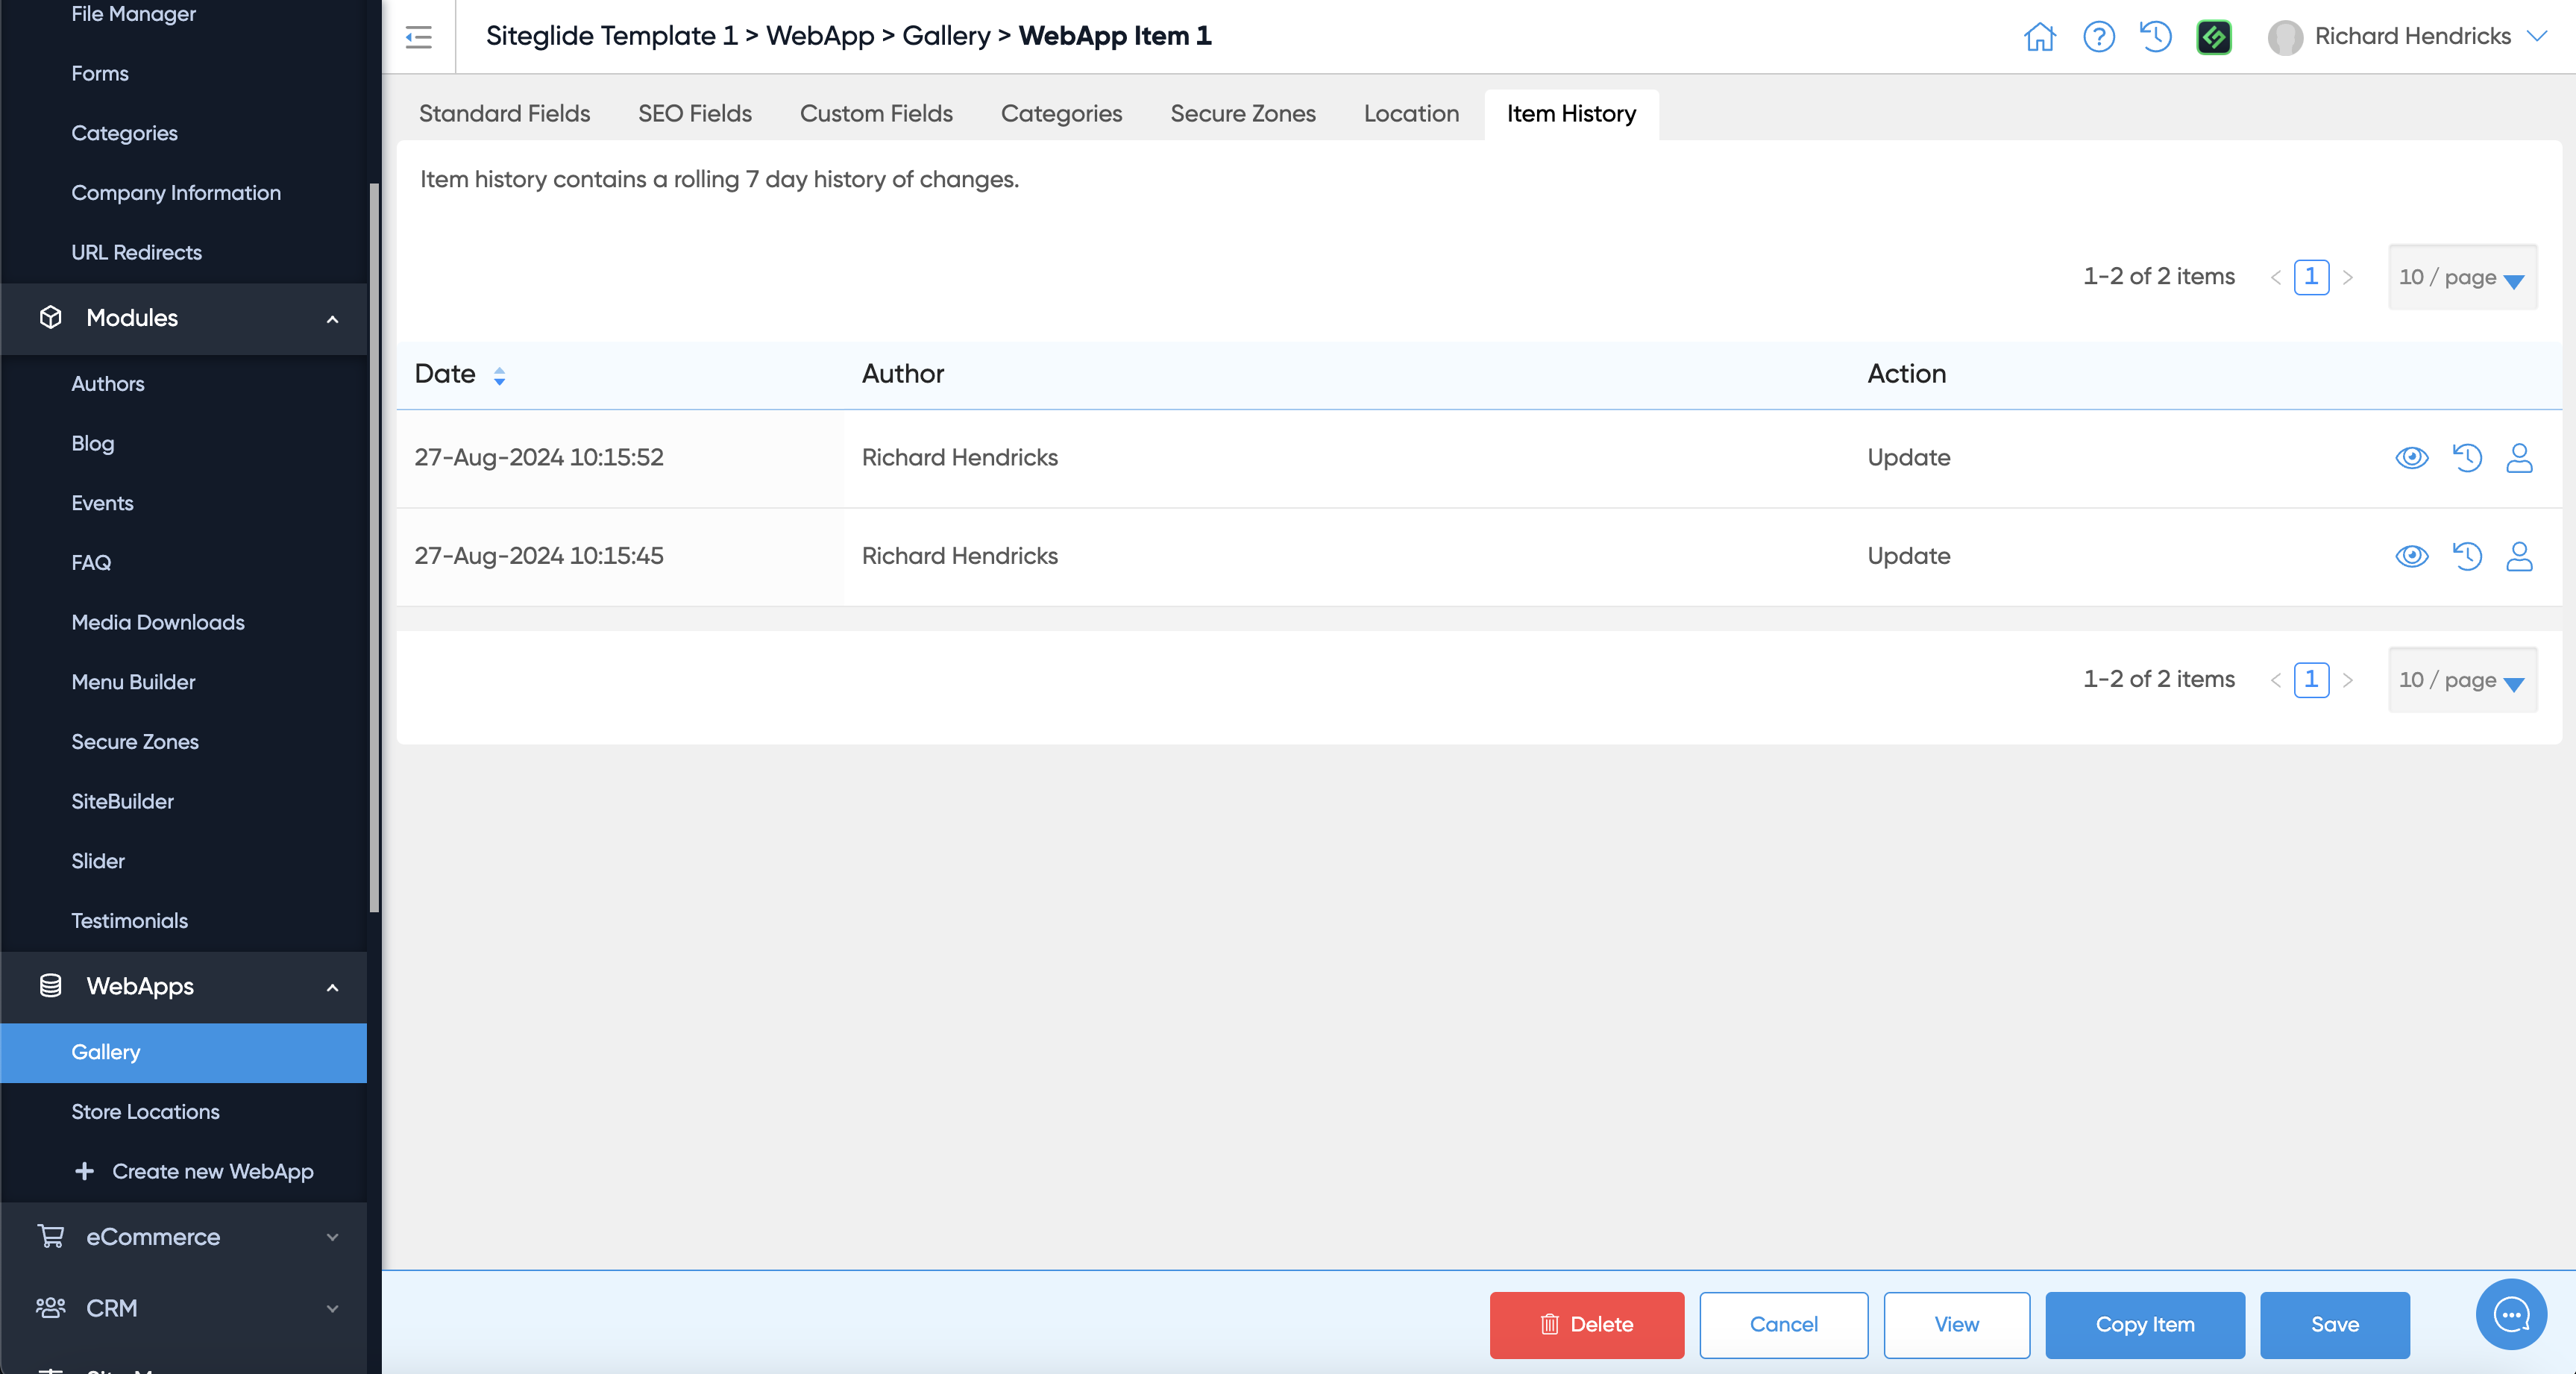 File Manager
Forms
Categories
Company Information
URL Redirects
Modules
Authors
Blog
Events
FAQ
Media Downloads
Menu Builder
Secure Zones
SiteBuilder
Slider
Testimonials
WebApps
Gallery
Store Locations
+ Create new WebApp
eCommerce
CRM
Siteglide Template 1 > WebApp > Gallery > WebApp Item 1
Richard Hendricks
Standard Fields SEO Fields Custom Fields Categories Secure Zones Location Item History
Item history contains a rolling 7 day history of changes.
1-2 of 2 items < 1 > 10 / page
Date Author Action
27-Aug-2024 10:15:52 Richard Hendricks Update
27-Aug-2024 10:15:45 Richard Hendricks Update
1-2 of 2 items < 1 > 10 / page
Delete Cancel View Copy Item Save